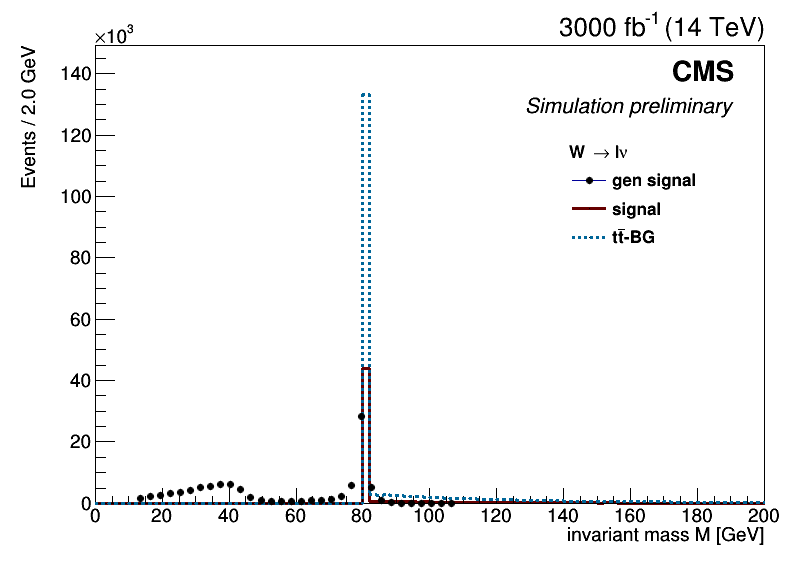 ×10³
3000 fb⁻¹ (14 TeV)
Events / 2.0 GeV
CMS
Simulation preliminary
W → lν
gen signal
signal
tt̄-BG
140
120
100
80
60
40
20
0
0 20 40 60 80 100 120 140 160 180 200
invariant mass M [GeV]